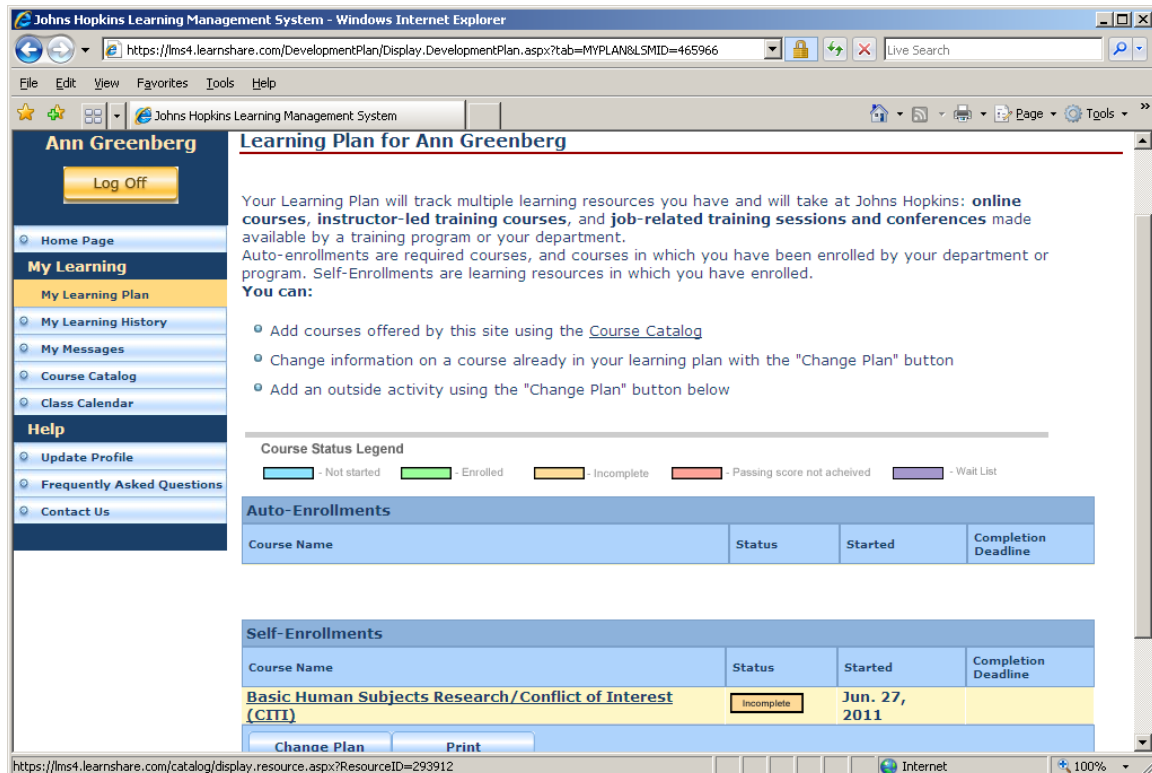 Johns Hopkins Learning Management System - Windows Internet Explorer
https://lms4.learnshare.com/DevelopmentPlan/Display.DevelopmentPlan.aspx?tab=MYPLAN&LSMID=465966
Live Search
File Edit View Favorites Tools Help
Johns Hopkins Learning Management System
Page Tools »
Ann Greenberg
Log Off
Home Page
My Learning
My Learning Plan
My Learning History
My Messages
Course Catalog
Class Calendar
Help
Update Profile
Frequently Asked Questions
Contact Us
Learning Plan for Ann Greenberg
Your Learning Plan will track multiple learning resources you have and will take at Johns Hopkins: online
courses, instructor-led training courses, and job-related training sessions and conferences made
available by a training program or your department.
Auto-enrollments are required courses, and courses in which you have been enrolled by your department or
program. Self-Enrollments are learning resources in which you have enrolled.
You can:
Add courses offered by this site using the Course Catalog
Change information on a course already in your learning plan with the "Change Plan" button
Add an outside activity using the "Change Plan" button below
Course Status Legend
- Not started - Enrolled - Incomplete - Passing score not acheived - Wait List
Auto-Enrollments
Course Name Status Started Completion
Deadline
Self-Enrollments
Course Name Status Started Completion
Deadline
Basic Human Subjects Research/Conflict of Interest Incomplete Jun. 27,
(CITI) 2011
Change Plan Print
https://lms4.learnshare.com/catalog/display.resource.aspx?ResourceID=293912 Internet 100%